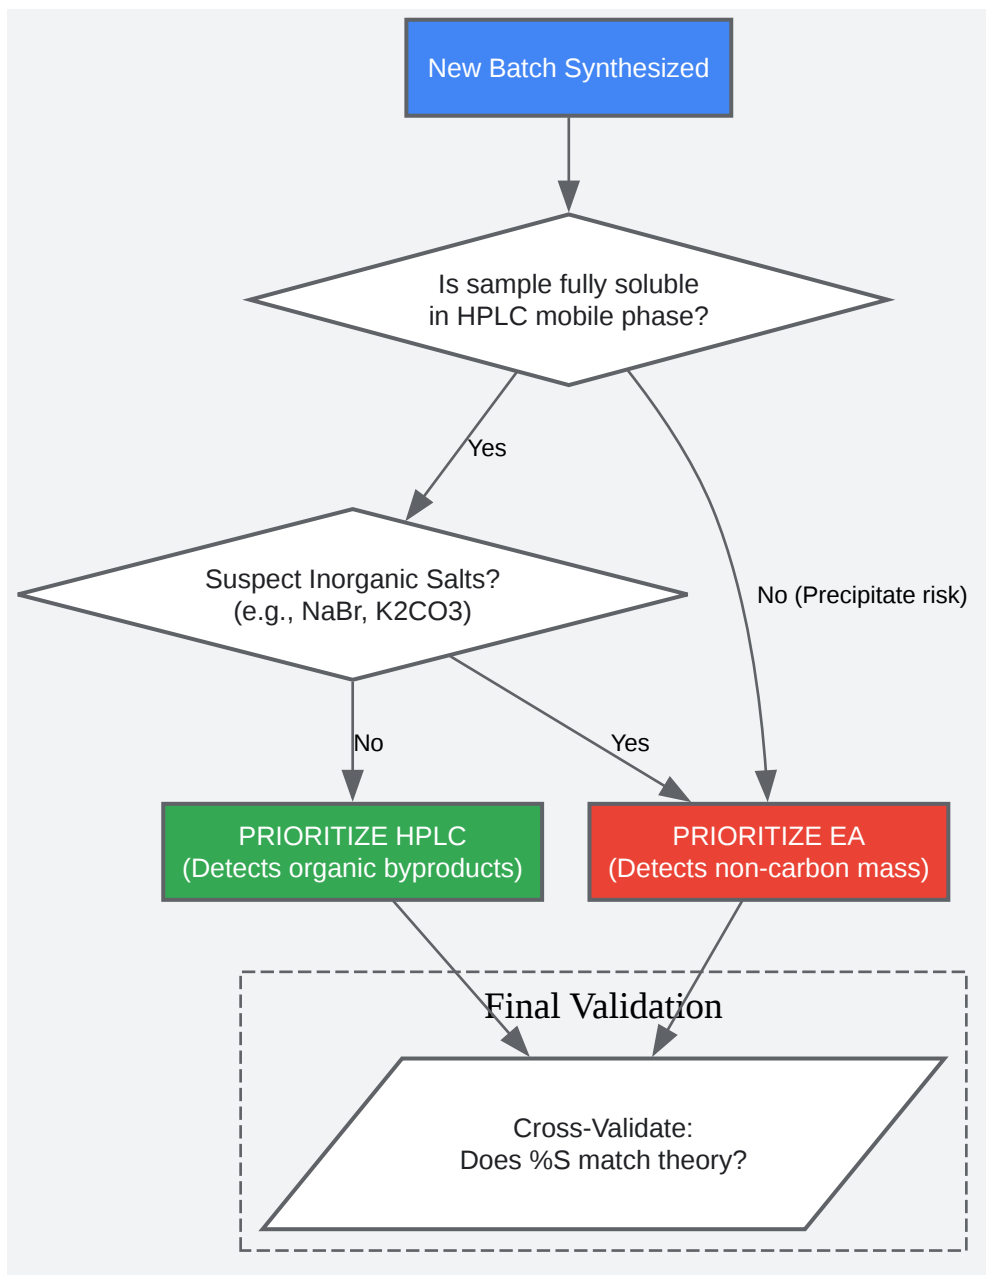 New Batch Synthesized
Is sample fully soluble
in HPLC mobile phase?
Yes
No (Precipitate risk)
Suspect Inorganic Salts?
(e.g., NaBr, K2CO3)
No
Yes
PRIORITIZE HPLC
(Detects organic byproducts)
PRIORITIZE EA
(Detects non-carbon mass)
Final Validation
Cross-Validate:
Does %S match theory?